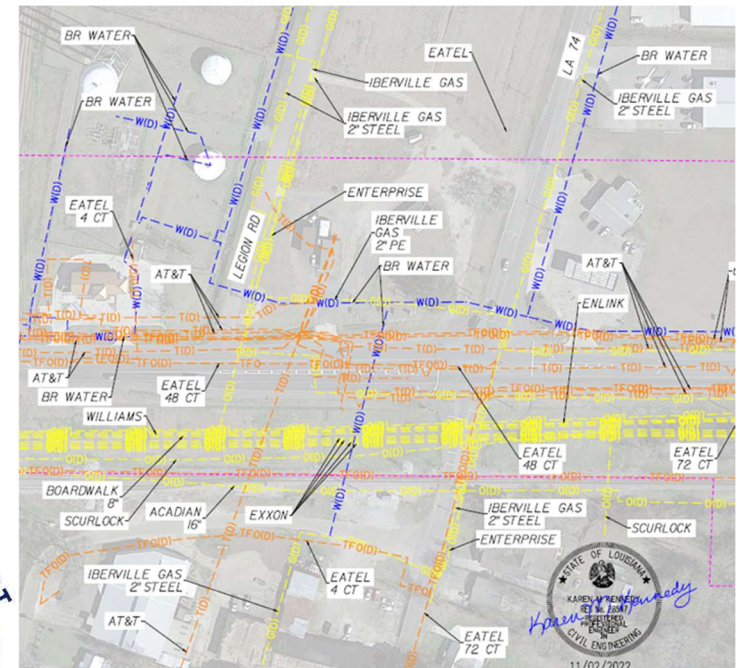 BR WATER
EATEL
LA 74
BR WATER
IBERVILLE GAS
BR WATER
IBERVILLE GAS
2" STEEL
IBERVILLE GAS
2" STEEL
EATEL
4 CT
ENTERPRISE
IBERVILLE
GAS
2" PE
LEGION RD
AT&T
BR WATER
AT&T
ENLINK
AT&T
BR WATER
EATEL
48 CT
WILLIAMS
EATEL
48 CT
EATEL
72 CT
BOARDWALK
8"
SCURLOCK
ACADIAN
16"
EXXON
IBERVILLE GAS
2" STEEL
ENTERPRISE
SCURLOCK
IBERVILLE GAS
2" STEEL
EATEL
4 CT
AT&T
EATEL
72 CT
STATE OF LOUISIANA
KAREN M KENNEDY
REGISTERED
PROFESSIONAL
ENGINEER
IN
CIVIL ENGINEERING
Karen M Kennedy
11/02/2022
W(D)
G(D)
T(D)
TFO(D)
O(D)